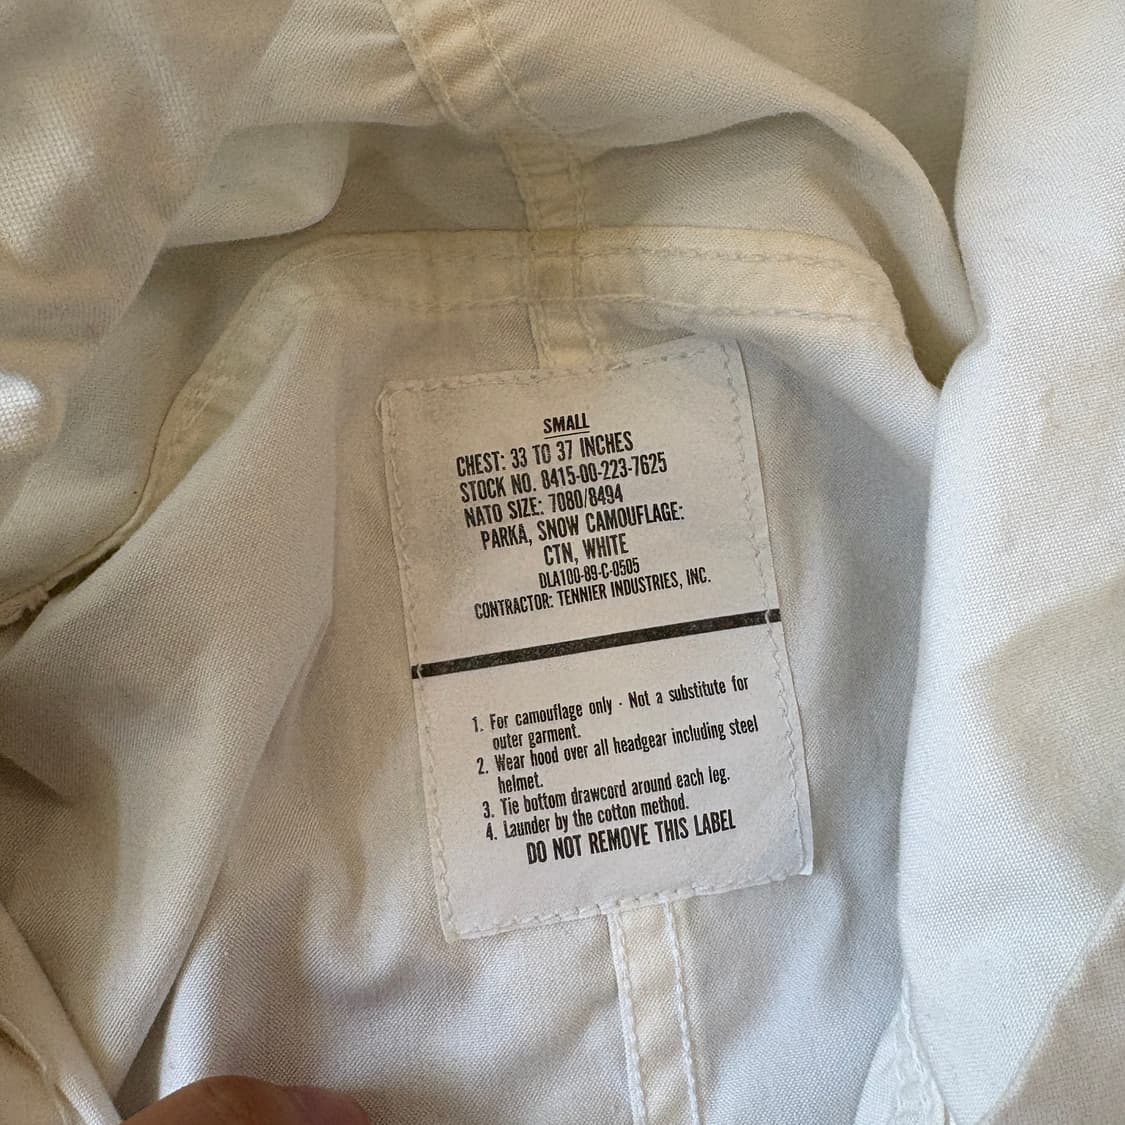 SMALL
CHEST: 33 TO 37 INCHES
STOCK NO. 8415-00-223-7625
NATO SIZE: 7080/8494
PARKA, SNOW CAMOUFLAGE:
CTN, WHITE
DLA100-89-C-0505
CONTRACTOR: TENNIER INDUSTRIES, INC.
1. For camouflage only - Not a substitute for
outer garment.
2. Wear hood over all headgear including steel
helmet.
3. Tie bottom drawcord around each leg.
4. Launder by the cotton method.
DO NOT REMOVE THIS LABEL